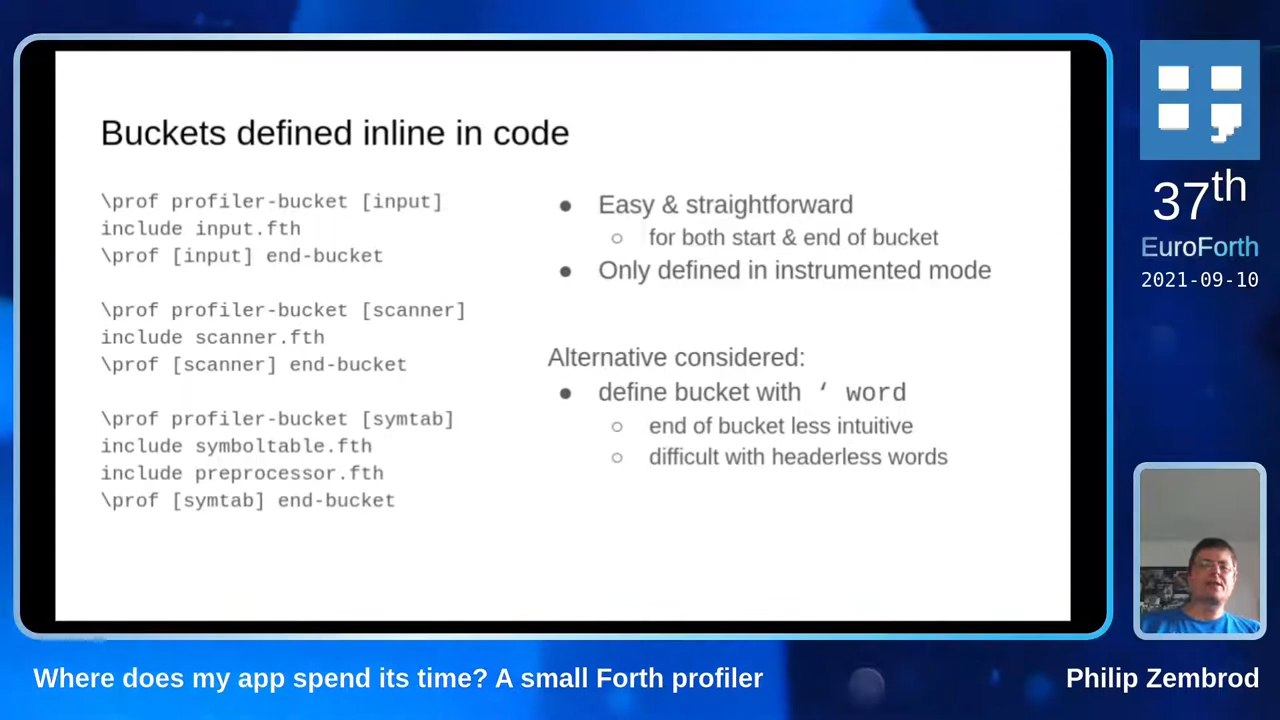 Buckets defined inline in code
\prof profiler-bucket [input]
include input.fth
\prof [input] end-bucket
\prof profiler-bucket [scanner]
include scanner.fth
\prof [scanner] end-bucket
\prof profiler-bucket [symtab]
include symboltable.fth
include preprocessor.fth
\prof [symtab] end-bucket
● Easy & straightforward
○ for both start & end of bucket
● Only defined in instrumented mode
Alternative considered:
● define bucket with ‘ word
○ end of bucket less intuitive
○ difficult with headerless words
37th
EuroForth
2021-09-10
Where does my app spend its time? A small Forth profiler
Philip Zembrod